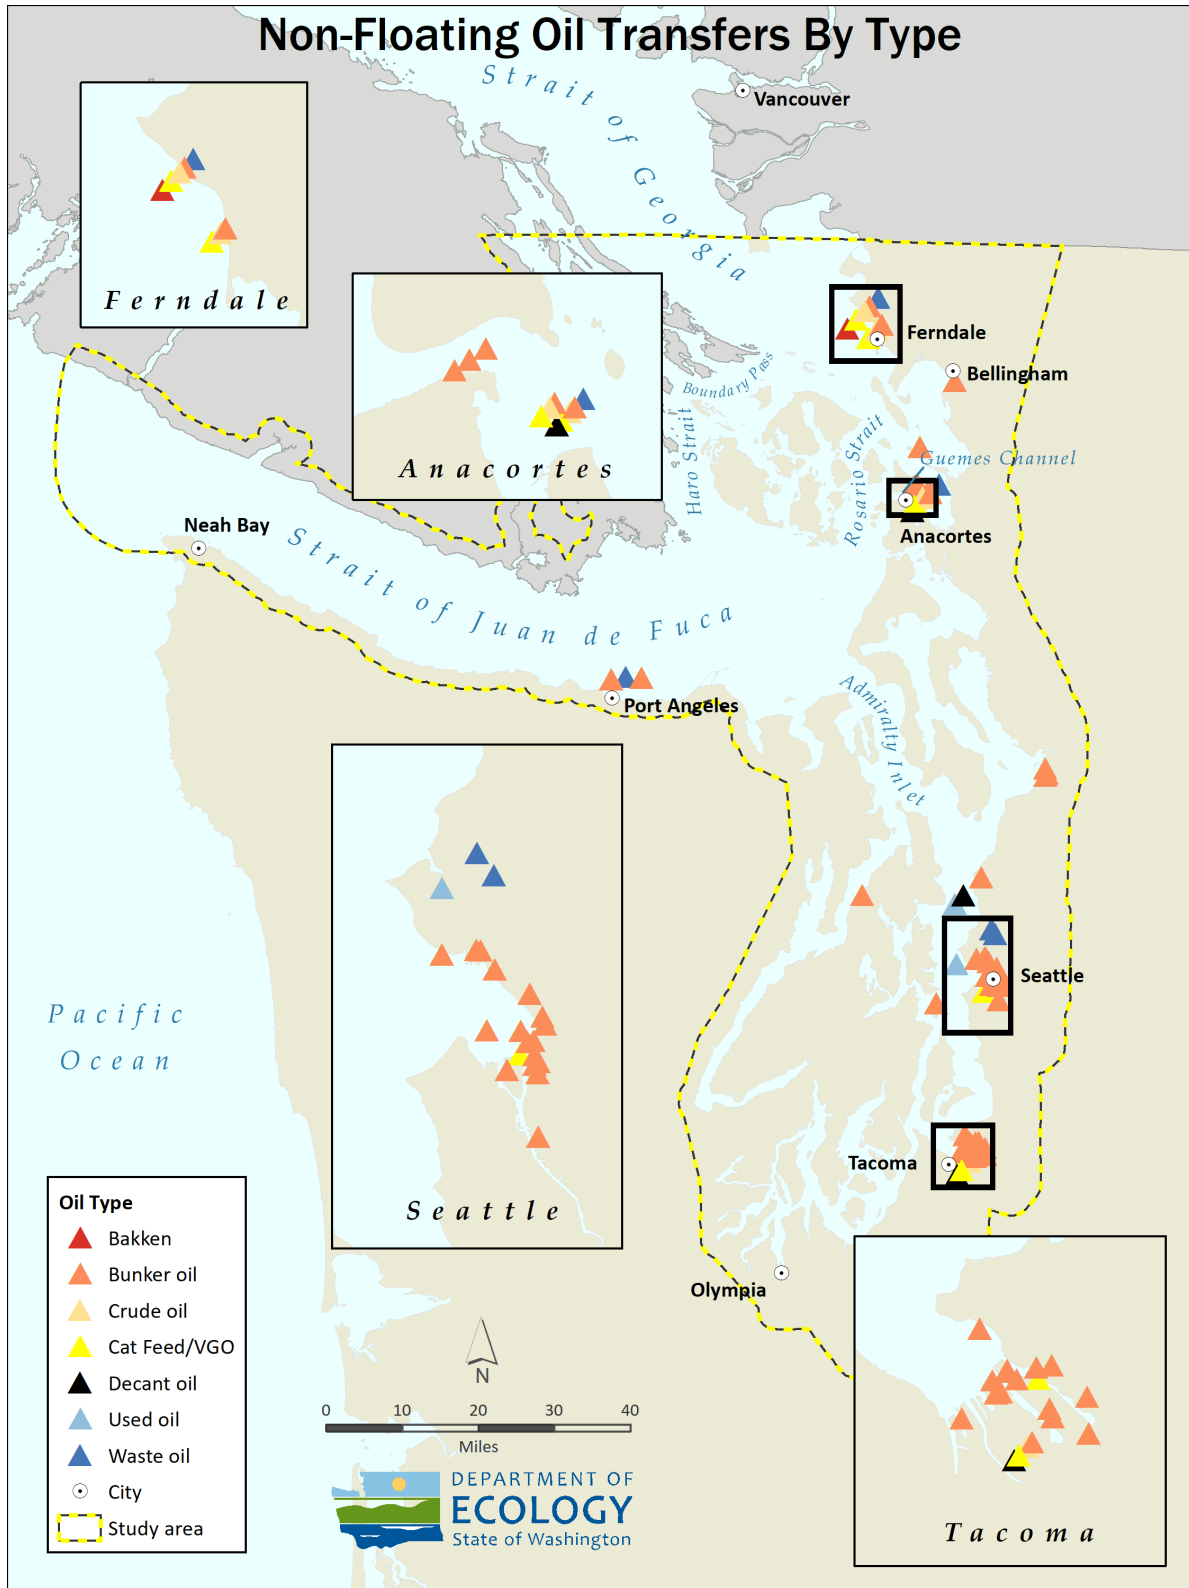 Non-Floating Oil Transfers By Type
Strait of Georgia
Vancouver
Ferndale
Ferndale
Bellingham
Boundary Pass
Haro Strait
Rosario Strait
Guemes Channel
Anacortes
Anacortes
Neah Bay
Strait of Juan de Fuca
Port Angeles
Admiralty Inlet
Seattle
Pacific
Ocean
Seattle
Tacoma
Olympia
Tacoma
Oil Type
Bakken
Bunker oil
Crude oil
Cat Feed/VGO
Decant oil
Used oil
Waste oil
City
Study area
N
0 10 20 30 40
Miles
DEPARTMENT OF
ECOLOGY
State of Washington